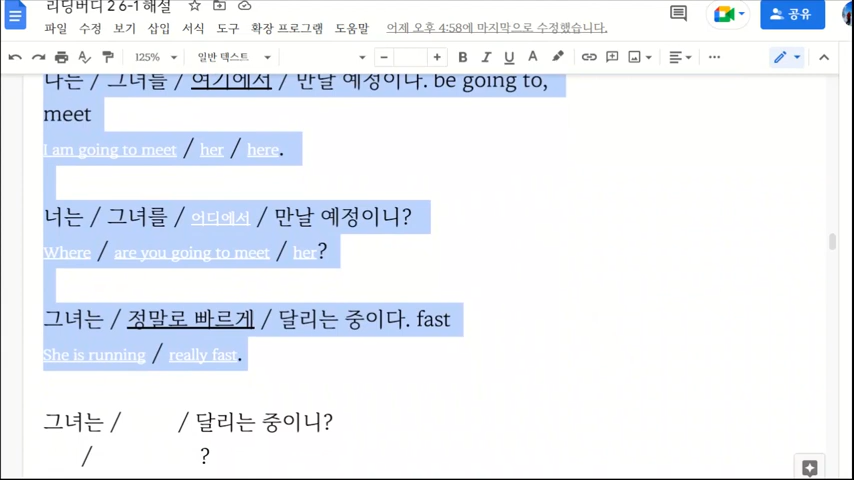 리딩버디 2 6-1 해설
파일 수정 보기 삽입 서식 도구 확장 프로그램 도움말 어제 오후 4:58에 마지막으로 수정했습니다.
공유
125% 일반 텍스트 B I U A
나는 / 그녀를 / 여기에서 / 만날 예정이다. be going to,
meet
I am going to meet / her / here.
너는 / 그녀를 / 어디에서 / 만날 예정이니?
Where / are you going to meet / her?
그녀는 / 정말로 빠르게 / 달리는 중이다. fast
She is running / really fast.
그녀는 / / 달리는 중이니?
/ ?